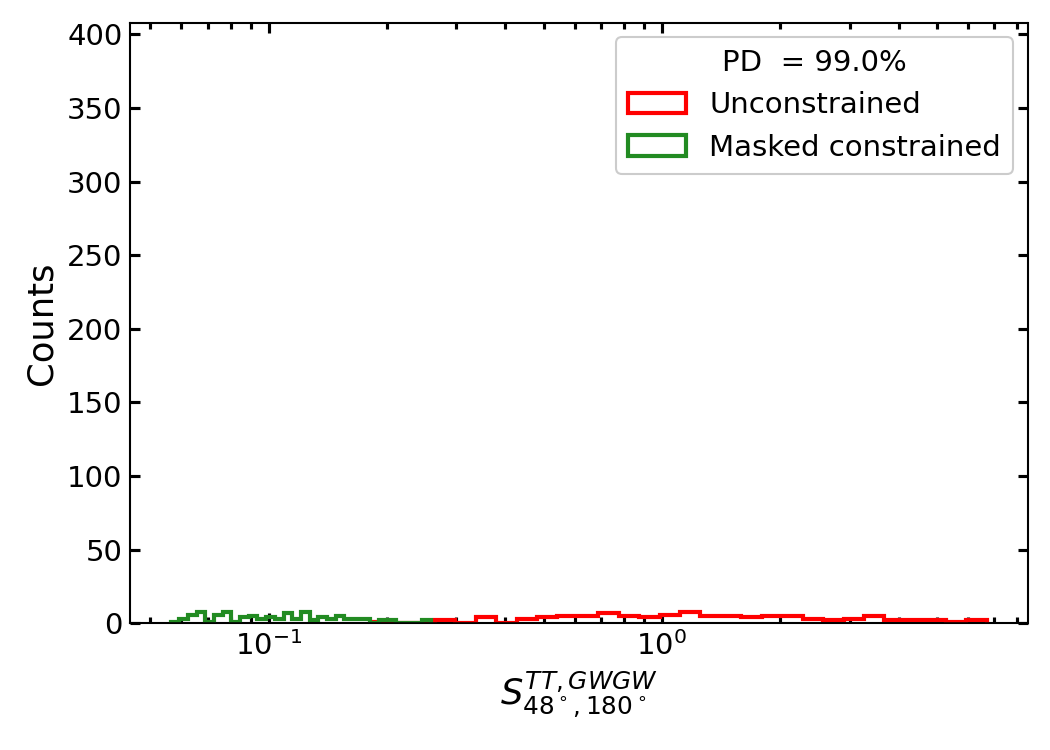 400
350
300
250
200
150
100
50
0
Counts
PD = 99.0%
Unconstrained
Masked constrained
10⁻¹
10⁰
S^{TT, GWGW}_{48°, 180°}